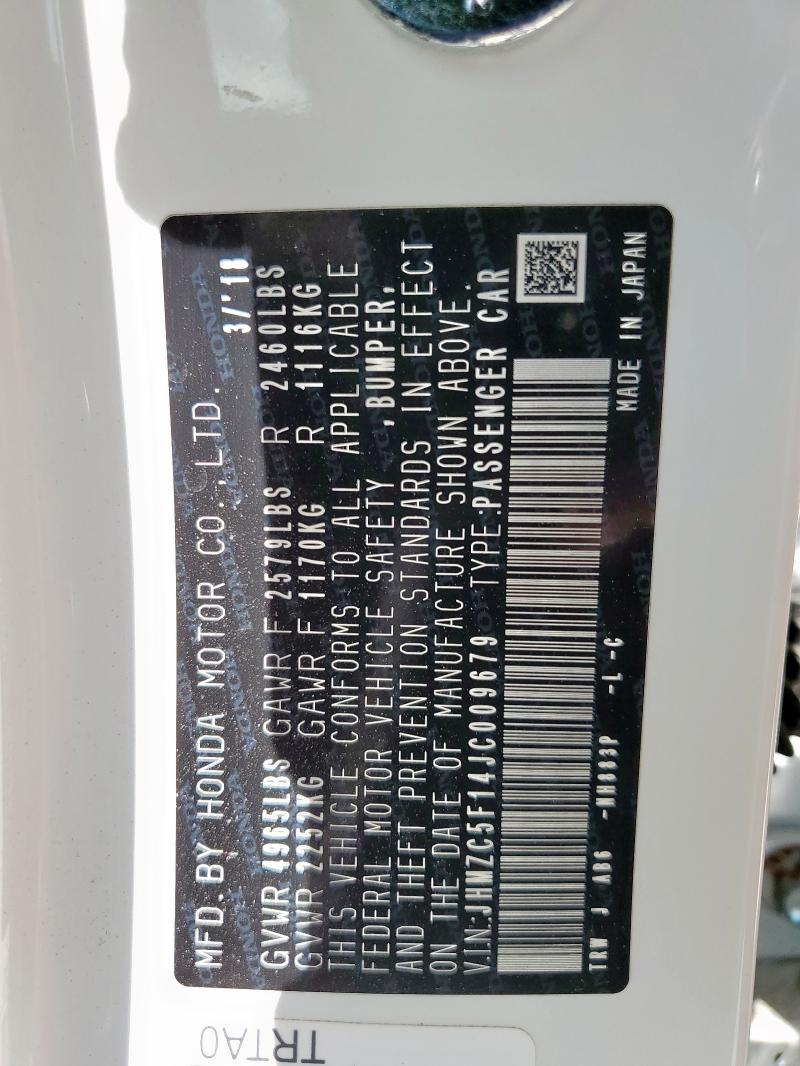 MFD. BY HONDA MOTOR CO., LTD. 3/'18
GVWR 4965LBS GAWR F 2579LBS R 2460LBS
GVWR 2252KG GAWR F 1170KG R 1116KG
THIS VEHICLE CONFORMS TO ALL APPLICABLE
FEDERAL MOTOR VEHICLE SAFETY ,BUMPER,
AND THEFT PREVENTION STANDARDS IN EFFECT
ON THE DATE OF MANUFACTURE SHOWN ABOVE.
V.I.N:JHMZC5F14JC009679 TYPE:PASSENGER CAR
TRW J AB6 -NH883P -L -C MADE IN JAPAN
TRTA0